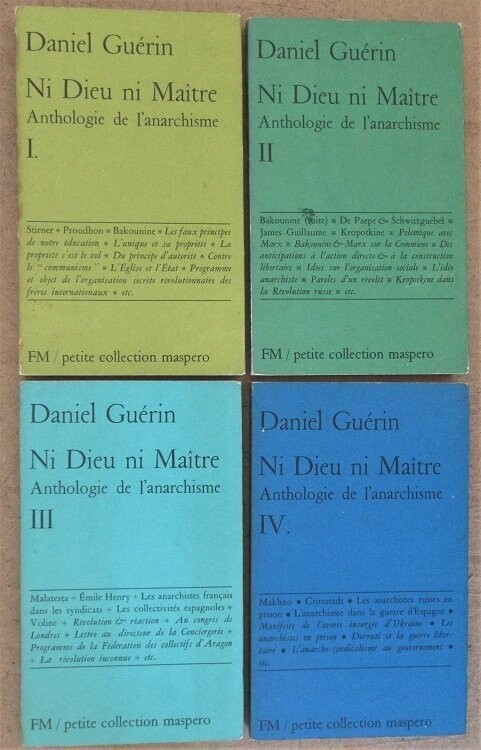 Daniel Guérin
Ni Dieu ni Maître
Anthologie de l'anarchisme
I.
Stirner * Proudhon * Bakounine * Les faux principes
de notre éducation * L'unique et sa propriété * La
propriété c'est le vol * Du principe d'autorité * Contre
le "communisme" * L'Église et l'État * Programme
et objet de l'organisation secrète révolutionnaire des
frères internationaux * etc.
FM / petite collection maspero
Daniel Guérin
Ni Dieu ni Maître
Anthologie de l'anarchisme
II
Bakounine (suite) * De Paepe & Schwitzguébel *
James Guillaume * Kropotkine * Polémique avec
Marx * Bakounine & Marx sur la Commune * Des
anticipations à l'action directe & à la construction
libertaire * Idées sur l'organisation sociale * L'idée
anarchiste * Paroles d'un révolté * Kropotkine dans
la Révolution russe * etc.
FM / petite collection maspero
Daniel Guérin
Ni Dieu ni Maître
Anthologie de l'anarchisme
III
Malatesta + Émile Henry + Les anarchistes français
dans les syndicats + Les collectivités espagnoles +
Voline + Révolution & réaction + Au congrès de
Londres + Lettre au directeur de la Conciergerie +
Programme de la Fédération des collectifs d'Aragon
+ La révolution inconnue + etc.
FM / petite collection maspero
Daniel Guérin
Ni Dieu ni Maître
Anthologie de l'anarchisme
IV.
Makhno • Cronstadt • Les anarchistes russes en
prison • L'anarchisme dans la guerre d'Espagne •
Manifeste de l'armée insurgée d'Ukraine • Les
anarchistes en prison • Durruti et la guerre liber-
taire • L'anarcho-syndicalisme au gouvernement •
etc.
FM / petite collection maspero